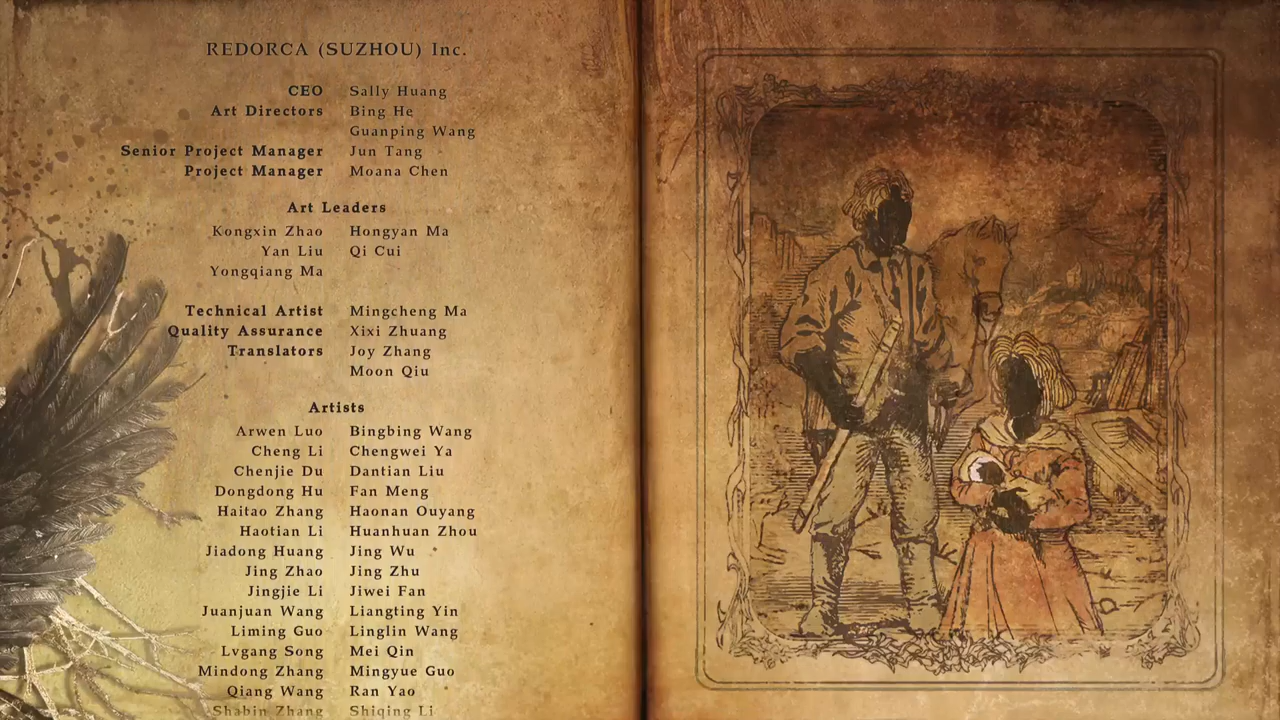 REDORCA (SUZHOU) Inc.
CEO Sally Huang
Art Directors Bing He
Guanping Wang
Senior Project Manager Jun Tang
Project Manager Moana Chen
Art Leaders
Kongxin Zhao Hongyan Ma
Yan Liu Qi Cui
Yongqiang Ma
Technical Artist Mingcheng Ma
Quality Assurance Xixi Zhuang
Translators Joy Zhang
Moon Qiu
Artists
Arwen Luo Bingbing Wang
Cheng Li Chengwei Ya
Chenjie Du Dantian Liu
Dongdong Hu Fan Meng
Haitao Zhang Haonan Ouyang
Haotian Li Huanhuan Zhou
Jiadong Huang Jing Wu
Jing Zhao Jing Zhu
Jingjie Li Jiwei Fan
Juanjuan Wang Liangting Yin
Liming Guo Linglin Wang
Lvgang Song Mei Qin
Mindong Zhang Mingyue Guo
Qiang Wang Ran Yao
Shabin Zhang Shiqing Li